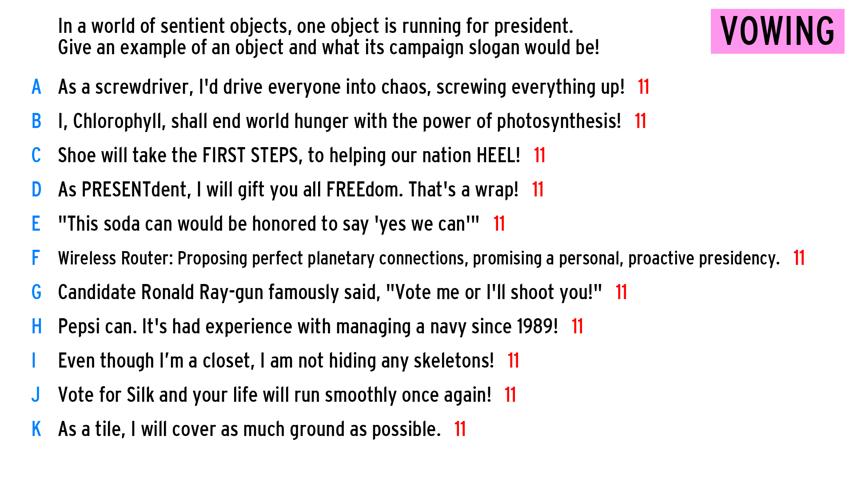 In a world of sentient objects, one object is running for president.
Give an example of an object and what its campaign slogan would be!
VOWING
A As a screwdriver, I'd drive everyone into chaos, screwing everything up! 11
B I, Chlorophyll, shall end world hunger with the power of photosynthesis! 11
C Shoe will take the FIRST STEPS, to helping our nation HEEL! 11
D As PRESENTdent, I will gift you all FREEdom. That's a wrap! 11
E "This soda can would be honored to say 'yes we can'" 11
F Wireless Router: Proposing perfect planetary connections, promising a personal, proactive presidency. 11
G Candidate Ronald Ray-gun famously said, "Vote me or I'll shoot you!" 11
H Pepsi can. It's had experience with managing a navy since 1989! 11
I Even though I'm a closet, I am not hiding any skeletons! 11
J Vote for Silk and your life will run smoothly once again! 11
K As a tile, I will cover as much ground as possible. 11